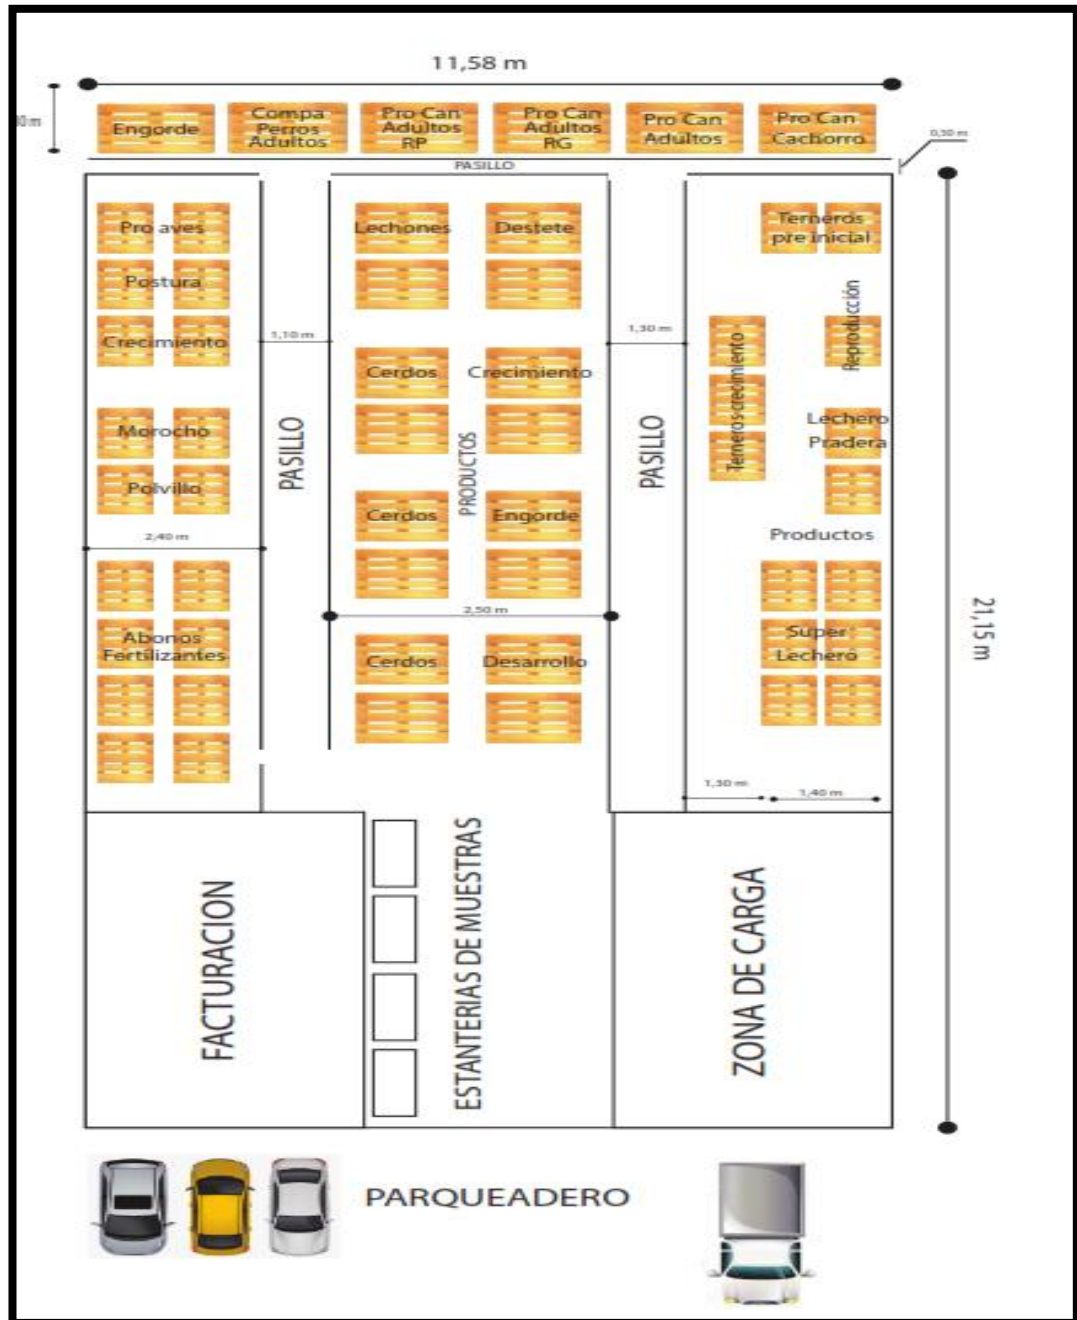 11,58 m
Engorde
Compa
Perros
Adultos
Pro Can
Adultos
RP
Pro Can
Adultos
RG
Pro Can
Adultos
Pro Can
Cachorro
0,50 m
PASILLO
Pro aves
Postura
Crecimiento
Morocho
Polvillo
2,40 m
Abonos
Fertilizantes
1,10 m
PASILLO
Lechones Destete
Cerdos Crecimiento
PRODUCTOS
Cerdos Engorde
2,50 m
Cerdos Desarrollo
1,30 m
PASILLO
Terneros
pre inicial
Reproducción
Terneros crecimiento
Lechero
Pradera
Productos
Super
Lechero
1,30 m
1,40 m
21,15 m
FACTURACION
ESTANTERIAS DE MUESTRAS
ZONA DE CARGA
PARQUEADERO